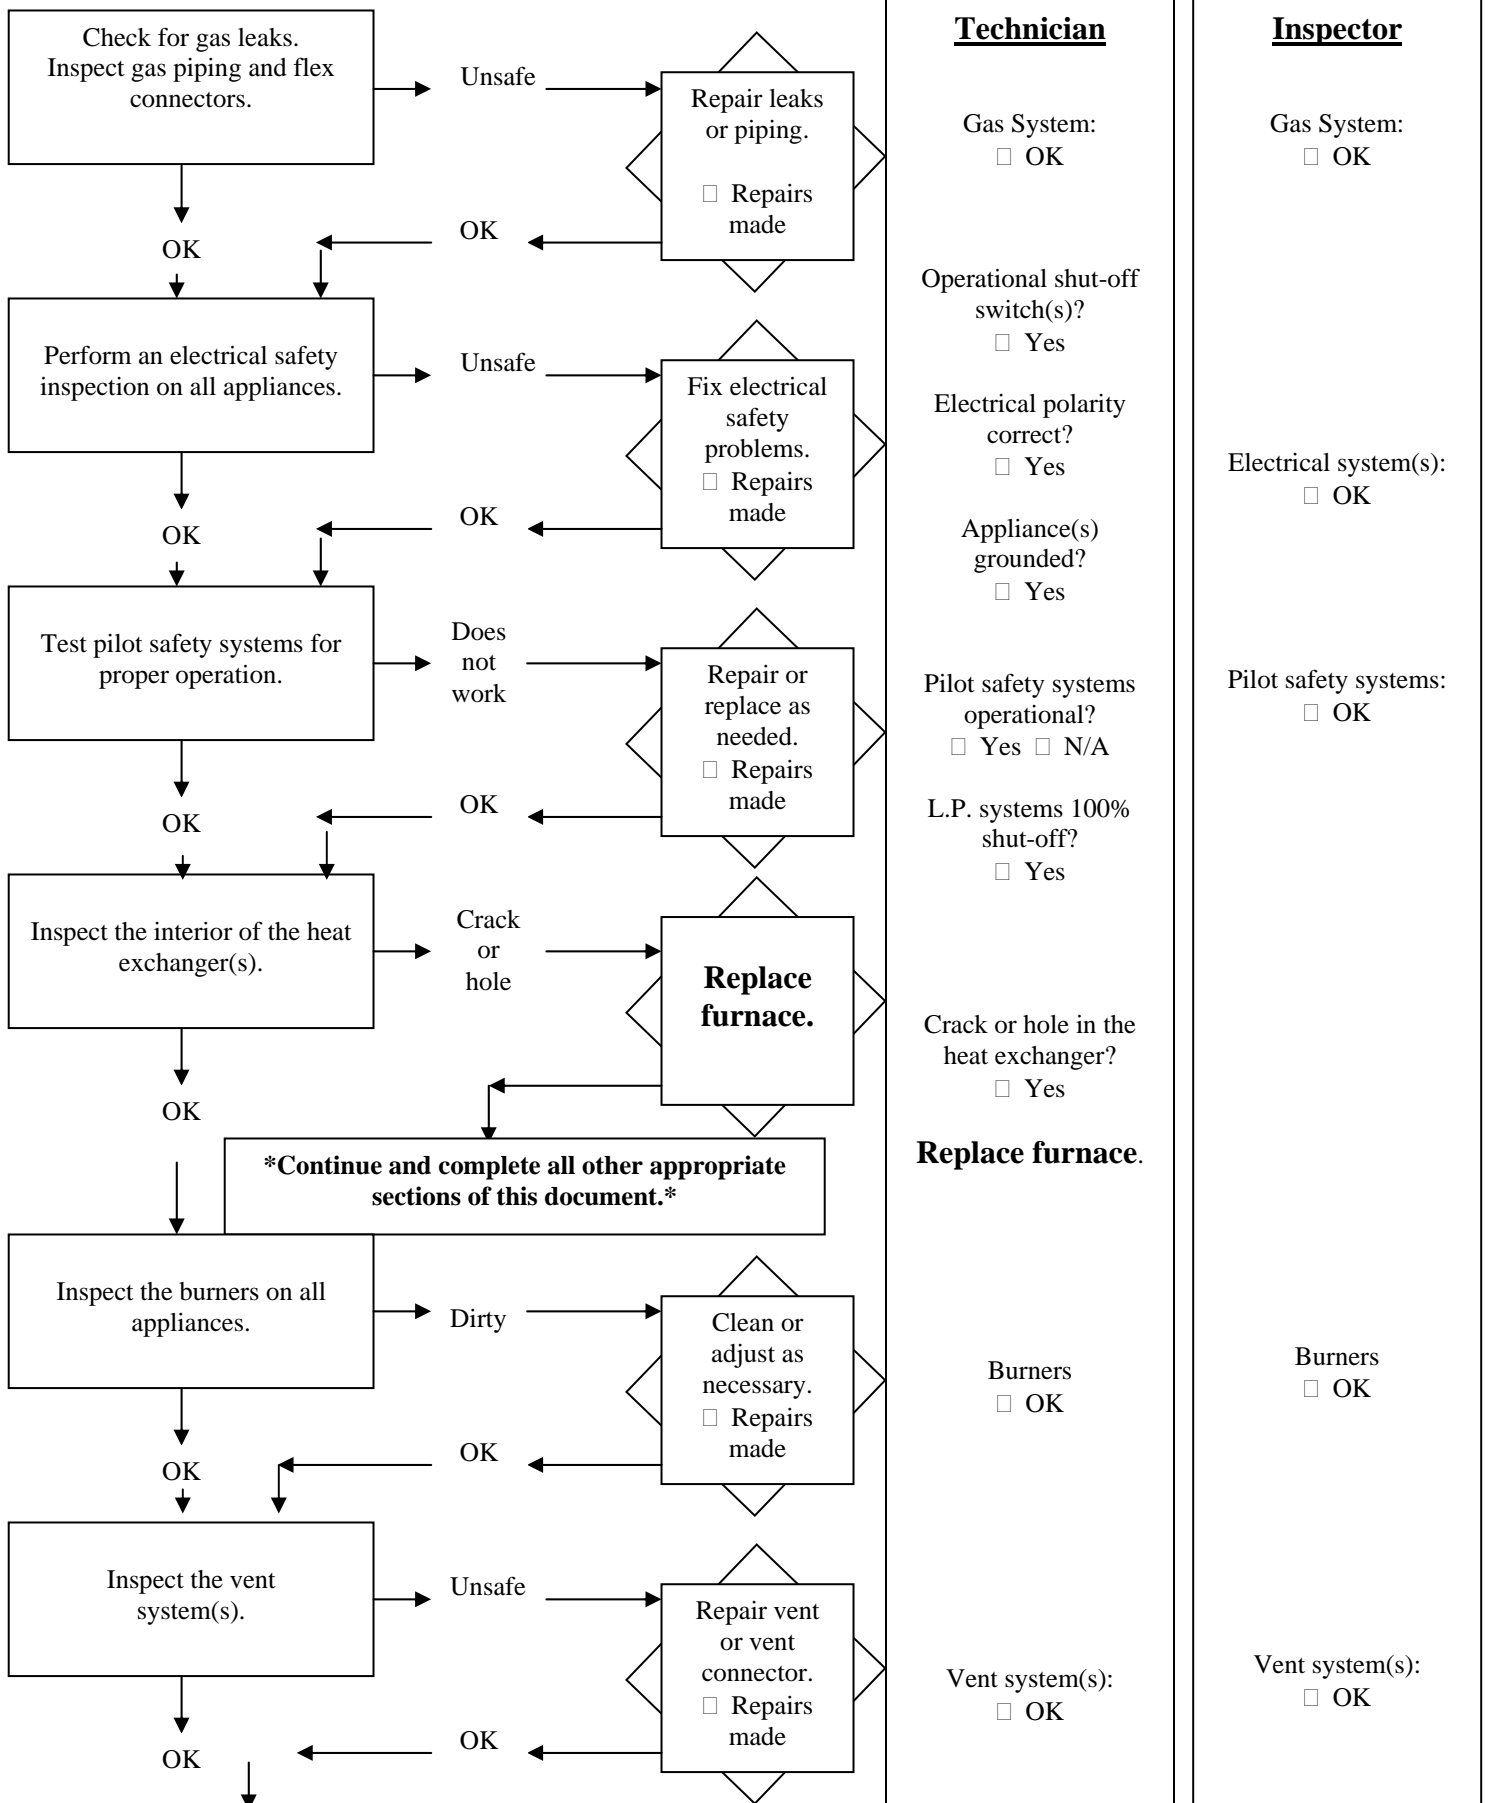 Check for gas leaks.
Inspect gas piping and flex
connectors.
Unsafe
Repair leaks
or piping.
□ Repairs
made
OK
OK
Perform an electrical safety
inspection on all appliances.
Unsafe
Fix electrical
safety
problems.
□ Repairs
made
OK
OK
Test pilot safety systems for
proper operation.
Does
not
work
Repair or
replace as
needed.
□ Repairs
made
OK
OK
Inspect the interior of the heat
exchanger(s).
Crack
or
hole
Replace
furnace.
OK
*Continue and complete all other appropriate
sections of this document.*
Inspect the burners on all
appliances.
Dirty
Clean or
adjust as
necessary.
□ Repairs
made
OK
OK
Inspect the vent
system(s).
Unsafe
Repair vent
or vent
connector.
□ Repairs
made
OK
OK
Technician
Gas System:
□ OK
Operational shut-off
switch(s)?
□ Yes
Electrical polarity
correct?
□ Yes
Appliance(s)
grounded?
□ Yes
Pilot safety systems
operational?
□ Yes □ N/A
L.P. systems 100%
shut-off?
□ Yes
Crack or hole in the
heat exchanger?
□ Yes
Replace furnace.
Burners
□ OK
Vent system(s):
□ OK
Inspector
Gas System:
□ OK
Electrical system(s):
□ OK
Pilot safety systems:
□ OK
Burners
□ OK
Vent system(s):
□ OK